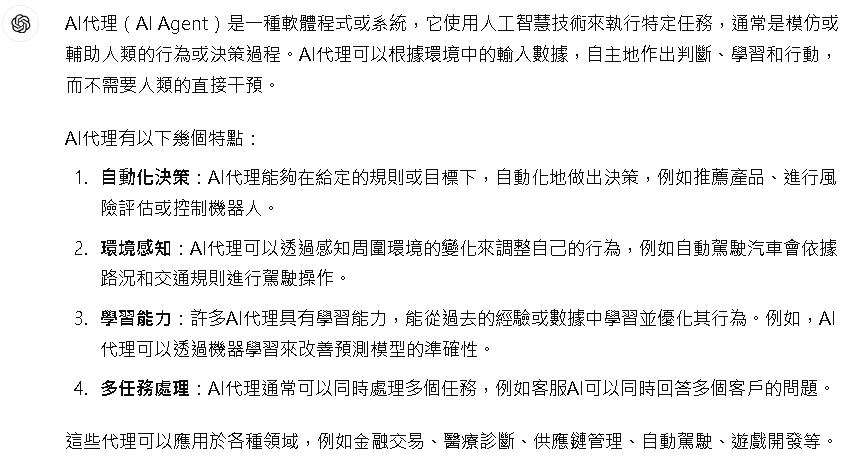 AI代理（AI Agent）是一種軟體程式或系統，它使用人工智慧技術來執行特定任務，通常是模仿或
輔助人類的行為或決策過程。AI代理可以根據環境中的輸入數據，自主地作出判斷、學習和行動，
而不需要人類的直接干預。
AI代理有以下幾個特點：
1. 自動化決策：AI代理能夠在給定的規則或目標下，自動化地做出決策，例如推薦產品、進行風
險評估或控制機器人。
2. 環境感知：AI代理可以透過感知周圍環境的變化來調整自己的行為，例如自動駕駛汽車會依據
路況和交通規則進行駕駛操作。
3. 學習能力：許多AI代理具有學習能力，能從過去的經驗或數據中學習並優化其行為。例如，AI
代理可以透過機器學習來改善預測模型的準確性。
4. 多任務處理：AI代理通常可以同時處理多個任務，例如客服AI可以同時回答多個客戶的問題。
這些代理可以應用於各種領域，例如金融交易、醫療診斷、供應鏈管理、自動駕駛、遊戲開發等。